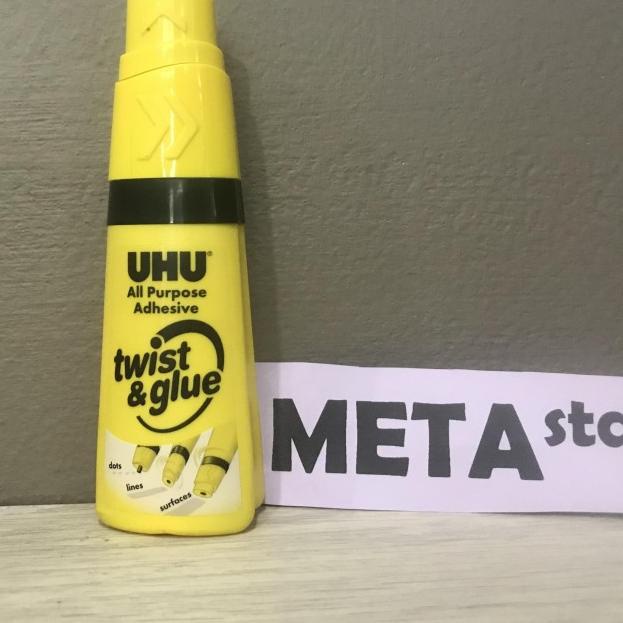 UHU®
All Purpose
Adhesive
twist
&glue
dots
lines
surfaces
META